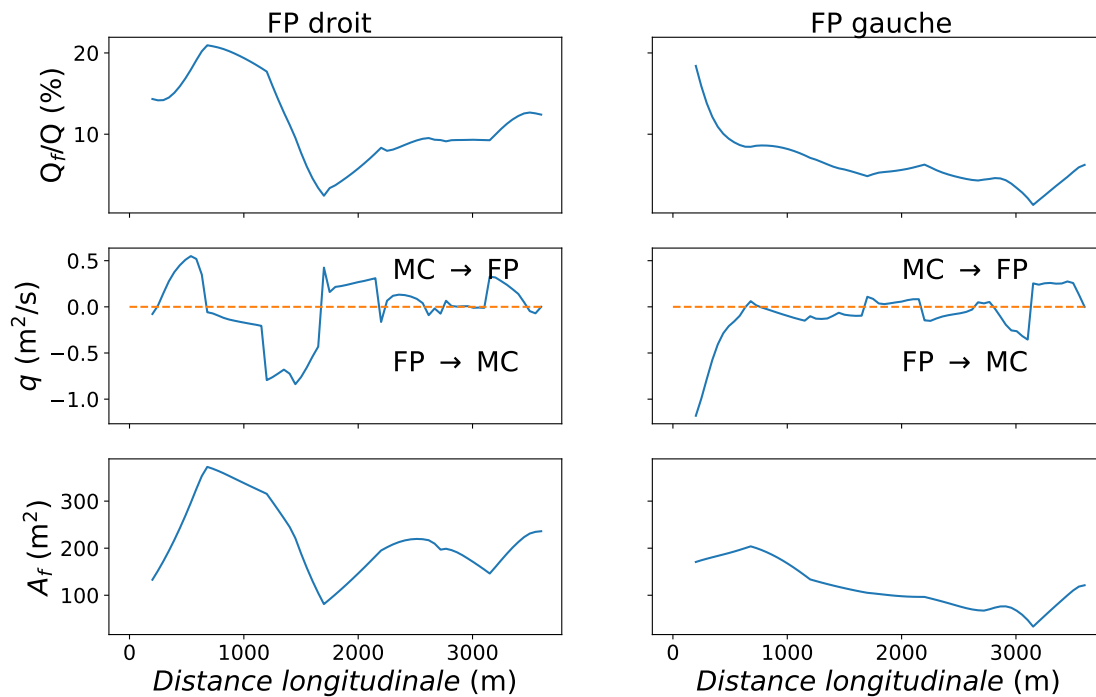 FP droit
FP gauche
20
10
Q_f/Q (%)
0.5
0.0
−0.5
−1.0
q (m²/s)
MC → FP
FP → MC
MC → FP
FP → MC
300
200
100
A_f (m²)
0 1000 2000 3000
0 1000 2000 3000
Distance longitudinale (m)
Distance longitudinale (m)